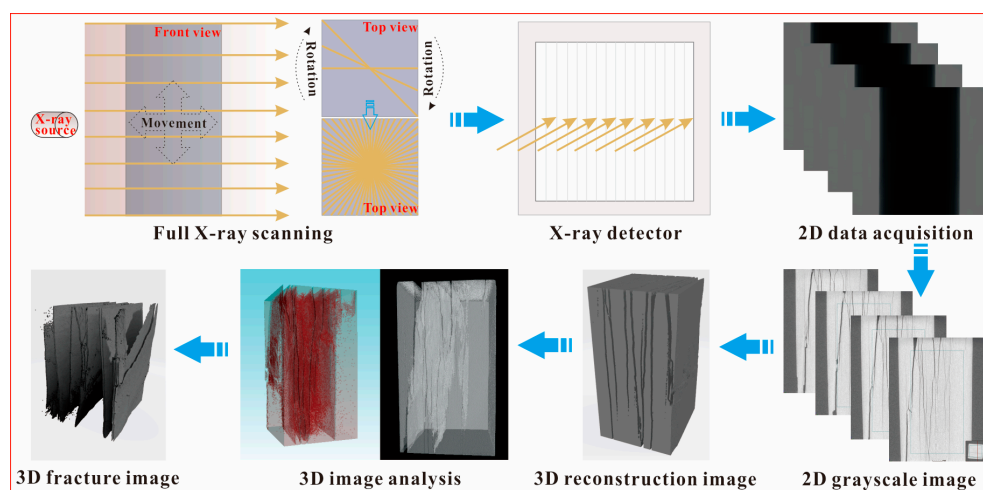 Front view
Top view
Rotation
Rotation
X-ray
source
Movement
Top view
Full X-ray scanning
X-ray detector
2D data acquisition
3D fracture image
3D image analysis
3D reconstruction image
2D grayscale image